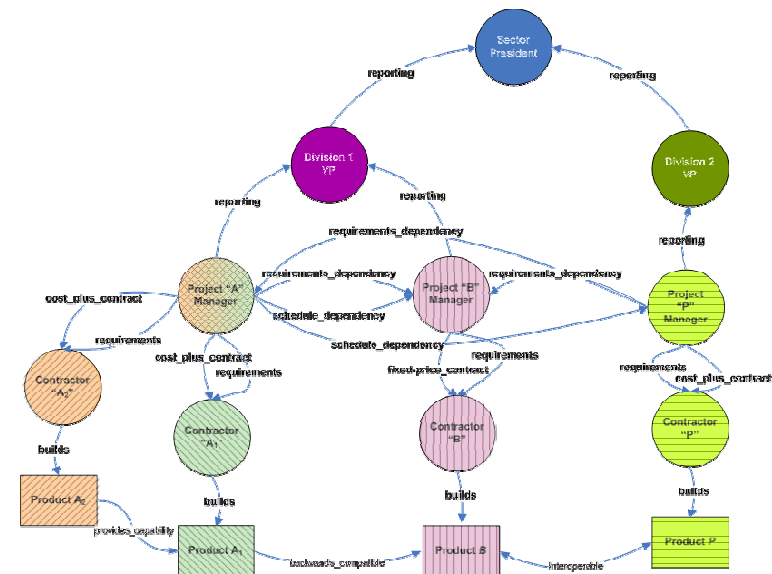 Sector
President
reporting
reporting
Division 1
VP
Division 2
VP
reporting
reporting
requirements_dependency
reporting
requirements_dependency
requirements_dependency
Project "A"
Manager
Project "B"
Manager
Project
"P"
Manager
cost_plus_contract
schedule_dependency
requirements
schedule_dependency
cost_plus_contract
requirements
requirements
fixed-price_contract
requirements
cost_plus_contract
Contractor
"A2"
Contractor
"A1"
Contractor
"B"
Contractor
"P"
builds
builds
builds
builds
Product A2
provides_capability
Product A1
backwards_compatible
Product B
interoperable
Product P